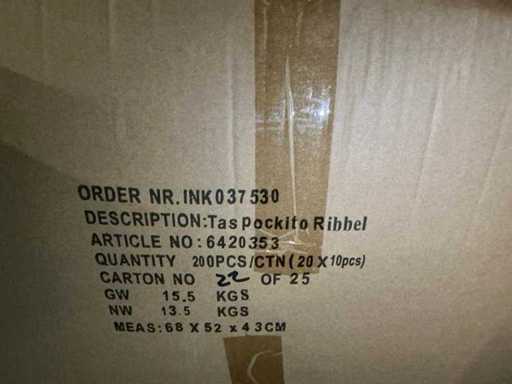 ORDER NR.INK037530
DESCRIPTION:Tas pockito Ribbel
ARTICLE NO:6420353
QUANTITY 200PCS/CTN(20 X 10pcs)
CARTON NO 22 OF 25
GW 15.5 KGS
NW 13.5 KGS
MEAS:68 X 52 x 43CM